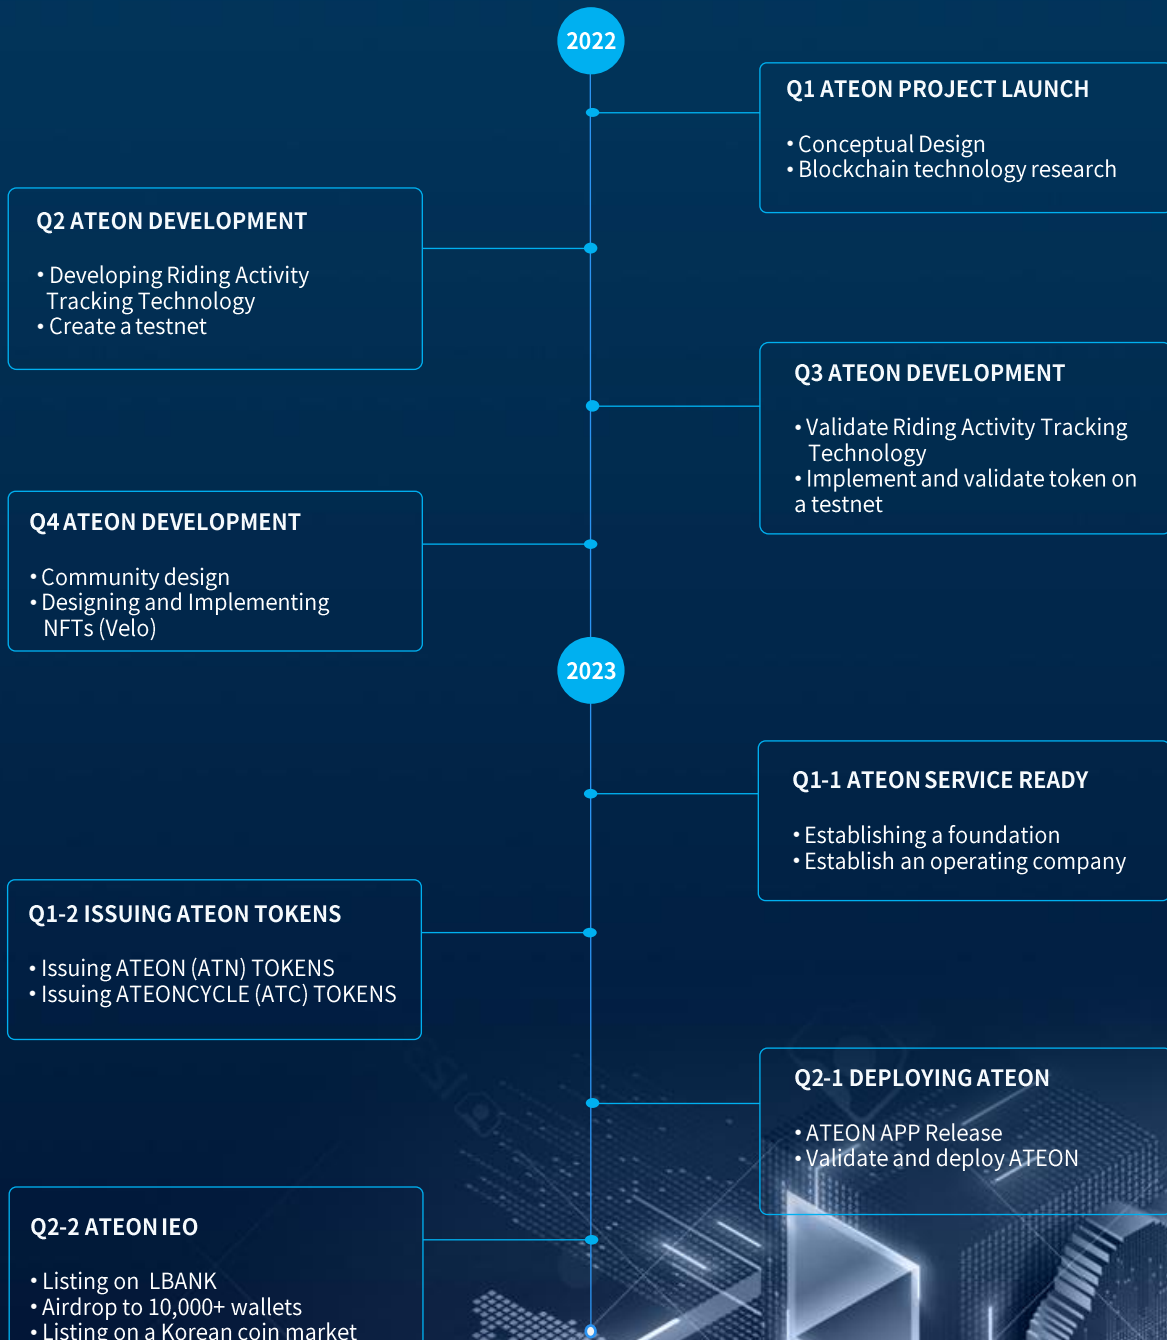 2022
Q1 ATEON PROJECT LAUNCH
• Conceptual Design
• Blockchain technology research
Q2 ATEON DEVELOPMENT
• Developing Riding Activity
Tracking Technology
• Create a testnet
Q3 ATEON DEVELOPMENT
• Validate Riding Activity Tracking
Technology
• Implement and validate token on
a testnet
Q4 ATEON DEVELOPMENT
• Community design
• Designing and Implementing
NFTs (Velo)
2023
Q1-1 ATEON SERVICE READY
• Establishing a foundation
• Establish an operating company
Q1-2 ISSUING ATEON TOKENS
• Issuing ATEON (ATN) TOKENS
• Issuing ATEONCYCLE (ATC) TOKENS
Q2-1 DEPLOYING ATEON
• ATEON APP Release
• Validate and deploy ATEON
Q2-2 ATEON IEO
• Listing on LBANK
• Airdrop to 10,000+ wallets
• Listing on a Korean coin market